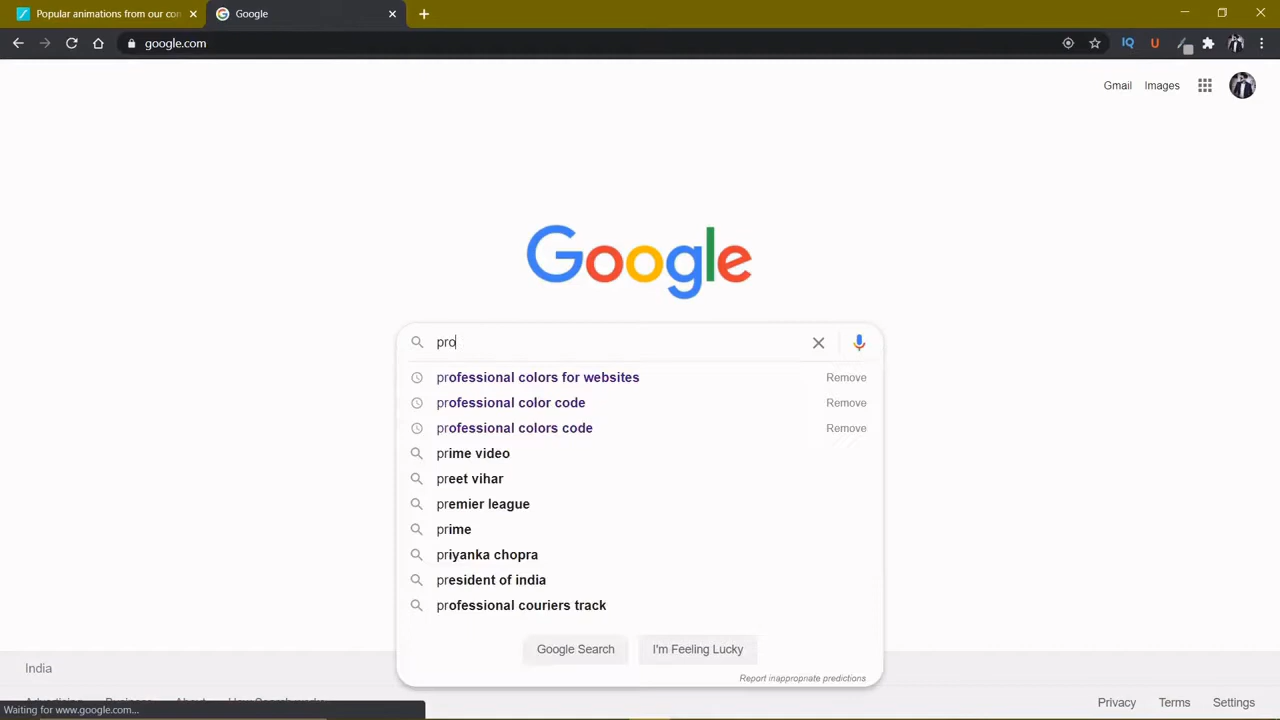 Popular animations from our con
Google
google.com
Gmail Images
Google
pro
professional colors for websites Remove
professional color code Remove
professional colors code Remove
prime video
preet vihar
premier league
prime
priyanka chopra
president of india
professional couriers track
Google Search I'm Feeling Lucky
Report inappropriate predictions
India
Privacy Terms Settings
Waiting for www.google.com...